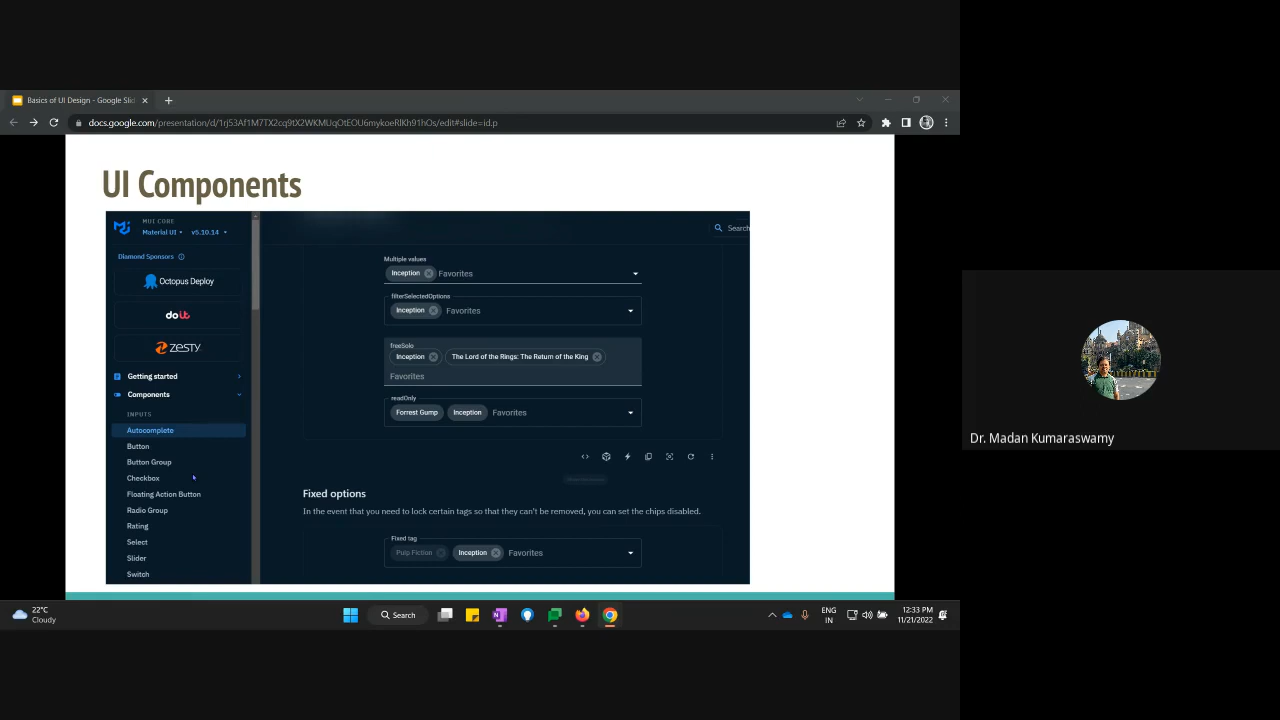 Basics of UI Design - Google Slid
docs.google.com/presentation/d/1rj53Af1M7TX2cq9tX2WKMUqOtEOU6mykoeRlKh91hOs/edit#slide=id.p
UI Components
MUI CORE
Material UI v5.10.14
Search
Diamond Sponsors
Octopus Deploy
doit
ZESTY
Getting started
Components
INPUTS
Autocomplete
Button
Button Group
Checkbox
Floating Action Button
Radio Group
Rating
Select
Slider
Switch
Multiple values
Inception Favorites
filterSelectedOptions
Inception Favorites
freeSolo
Inception The Lord of the Rings: The Return of the King
Favorites
readOnly
Forrest Gump Inception Favorites
Fixed options
In the event that you need to lock certain tags so that they can't be removed, you can set the chips disabled.
Fixed tag
Pulp Fiction Inception Favorites
Dr. Madan Kumaraswamy
22°C
Cloudy
Search
ENG
IN
12:33 PM
11/21/2022